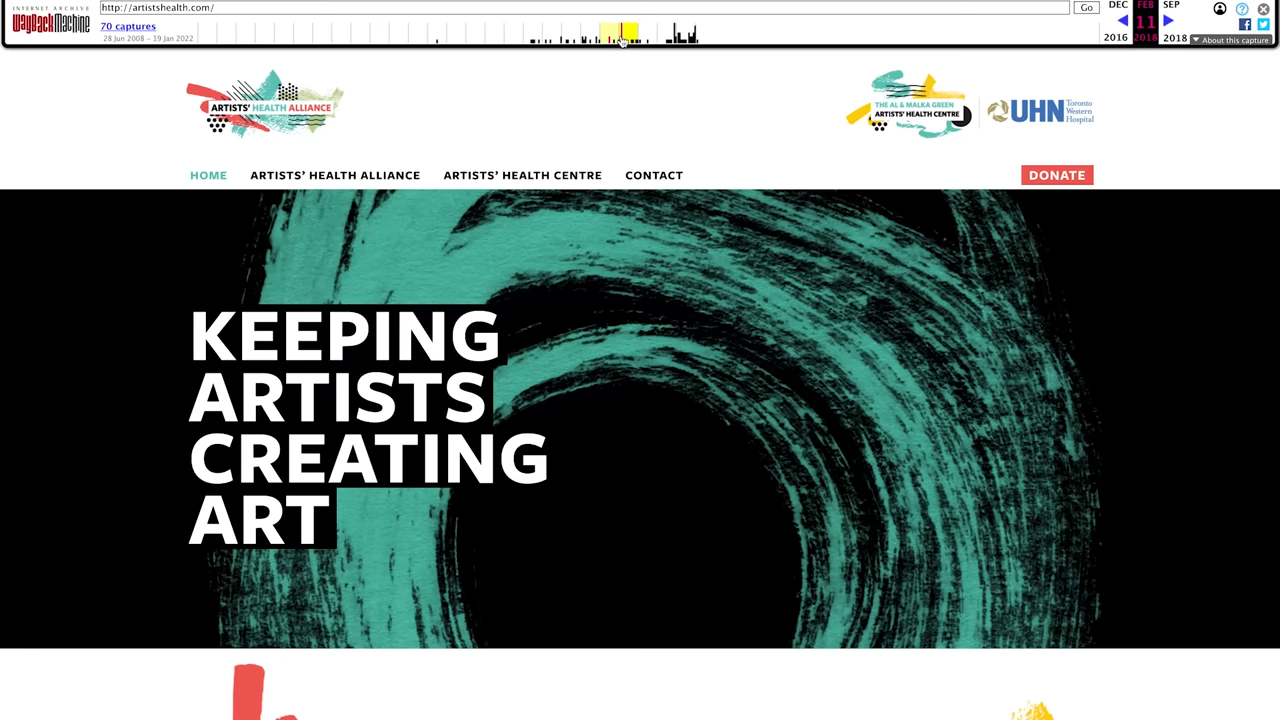 INTERNET ARCHIVE
WayBackMachine
http://artistshealth.com/
Go
70 captures
28 Jun 2008 – 19 Jan 2022
DEC FEB SEP
11
2016 2018 2018
About this capture
ARTISTS' HEALTH ALLIANCE
THE AL & MALKA GREEN
ARTISTS' HEALTH CENTRE
UHN Toronto
Western
Hospital
HOME ARTISTS' HEALTH ALLIANCE ARTISTS' HEALTH CENTRE CONTACT DONATE
KEEPING
ARTISTS
CREATING
ART